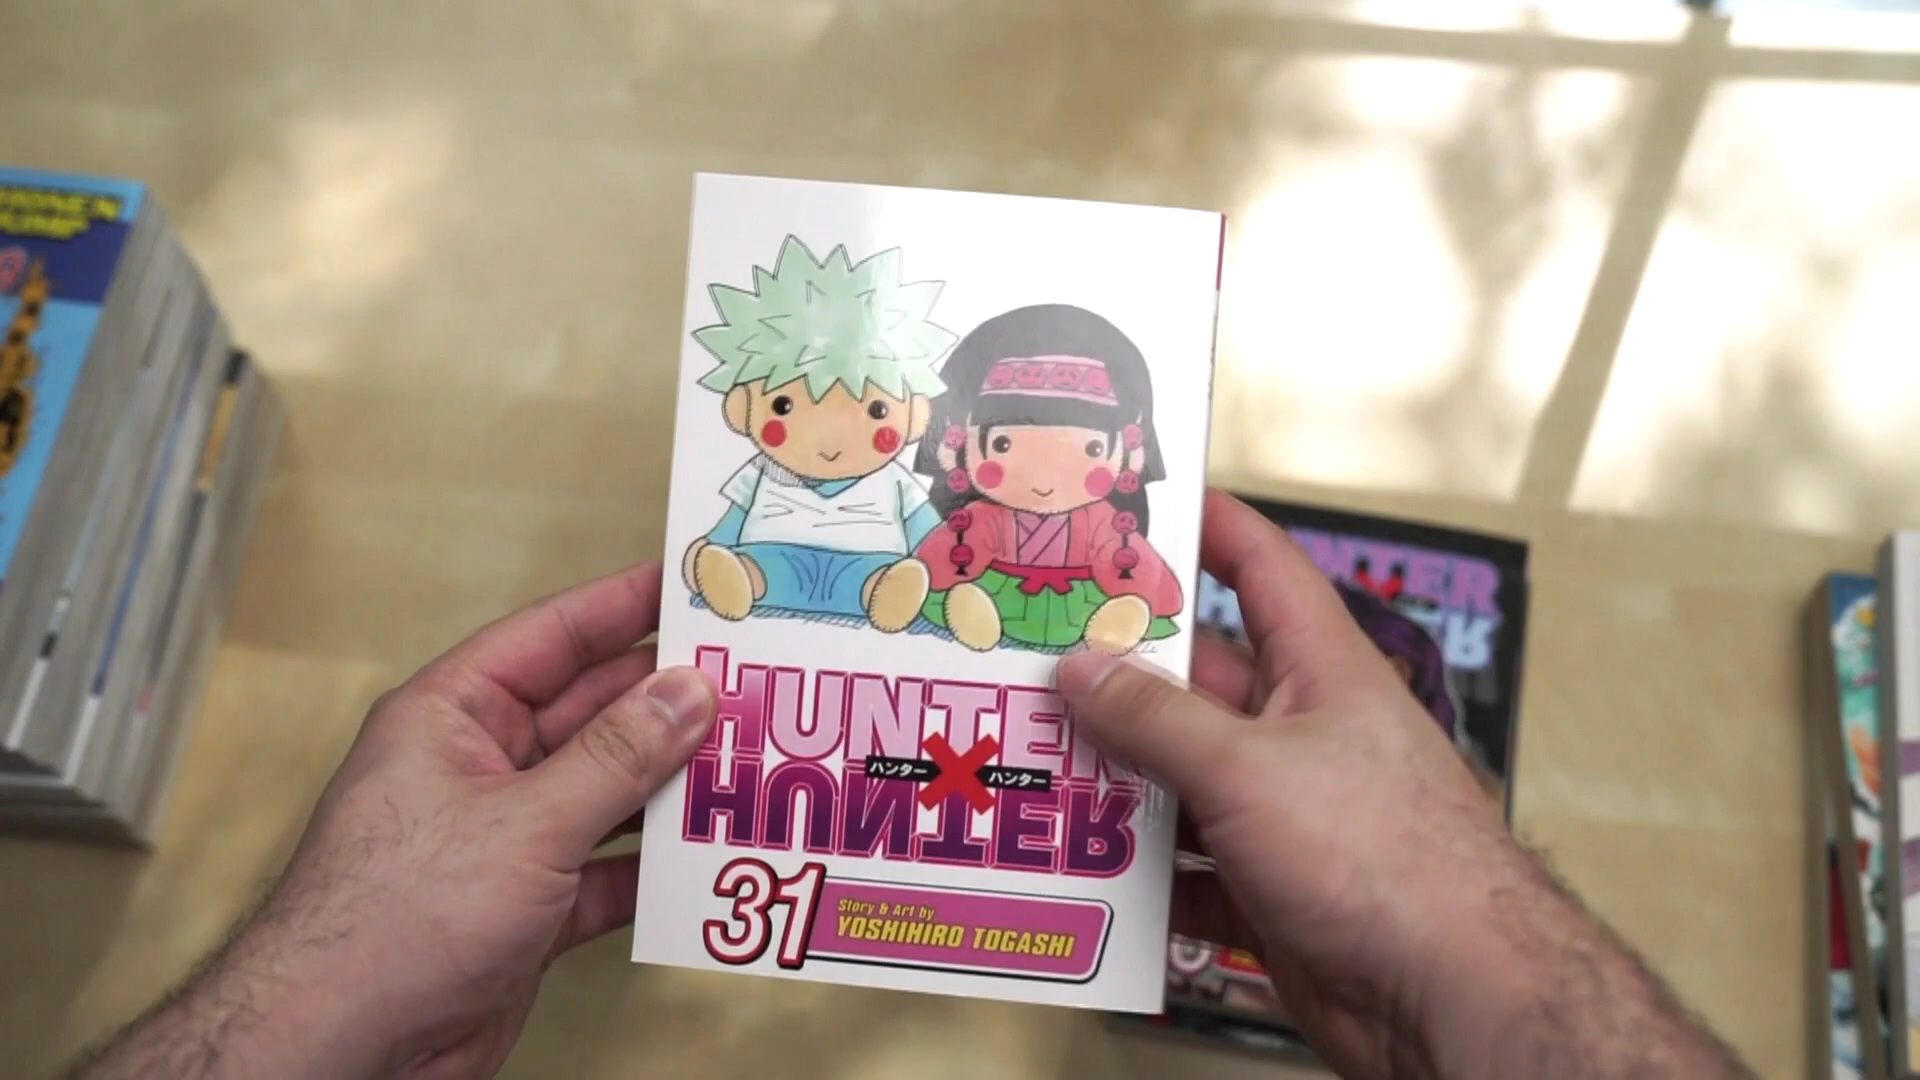 HUNTER
ハンター × ハンター
HUNTER
31
Story & Art by
YOSHIHIRO TOGASHI